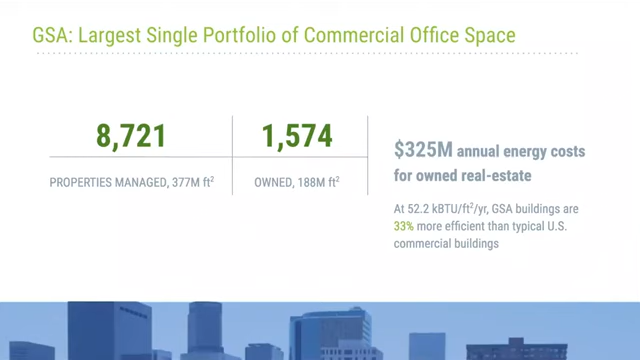 GSA: Largest Single Portfolio of Commercial Office Space
8,721
PROPERTIES MANAGED, 377M ft²
1,574
OWNED, 188M ft²
$325M annual energy costs
for owned real-estate
At 52.2 kBTU/ft²/yr, GSA buildings are
33% more efficient than typical U.S.
commercial buildings